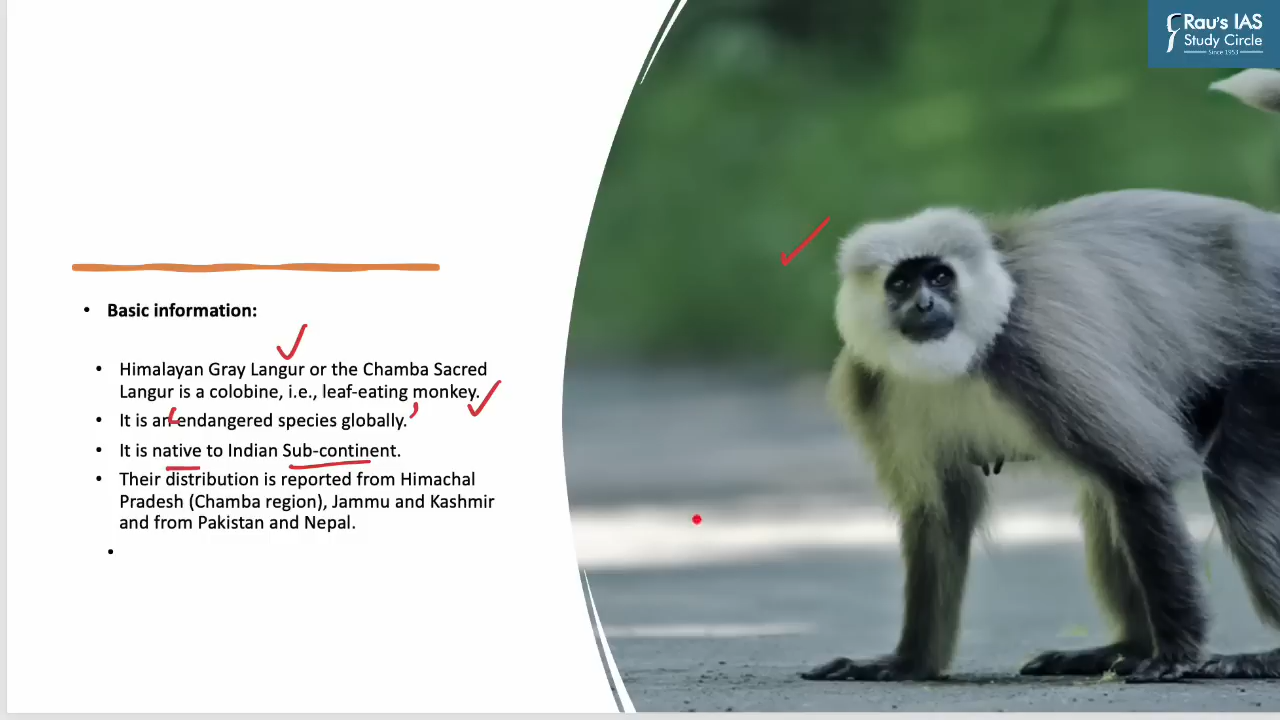 Rau's IAS
Study Circle
Since 1953
• Basic information:
• Himalayan Gray Langur or the Chamba Sacred
Langur is a colobine, i.e., leaf-eating monkey.
• It is an endangered species globally.
• It is native to Indian Sub-continent.
• Their distribution is reported from Himachal
Pradesh (Chamba region), Jammu and Kashmir
and from Pakistan and Nepal.
•